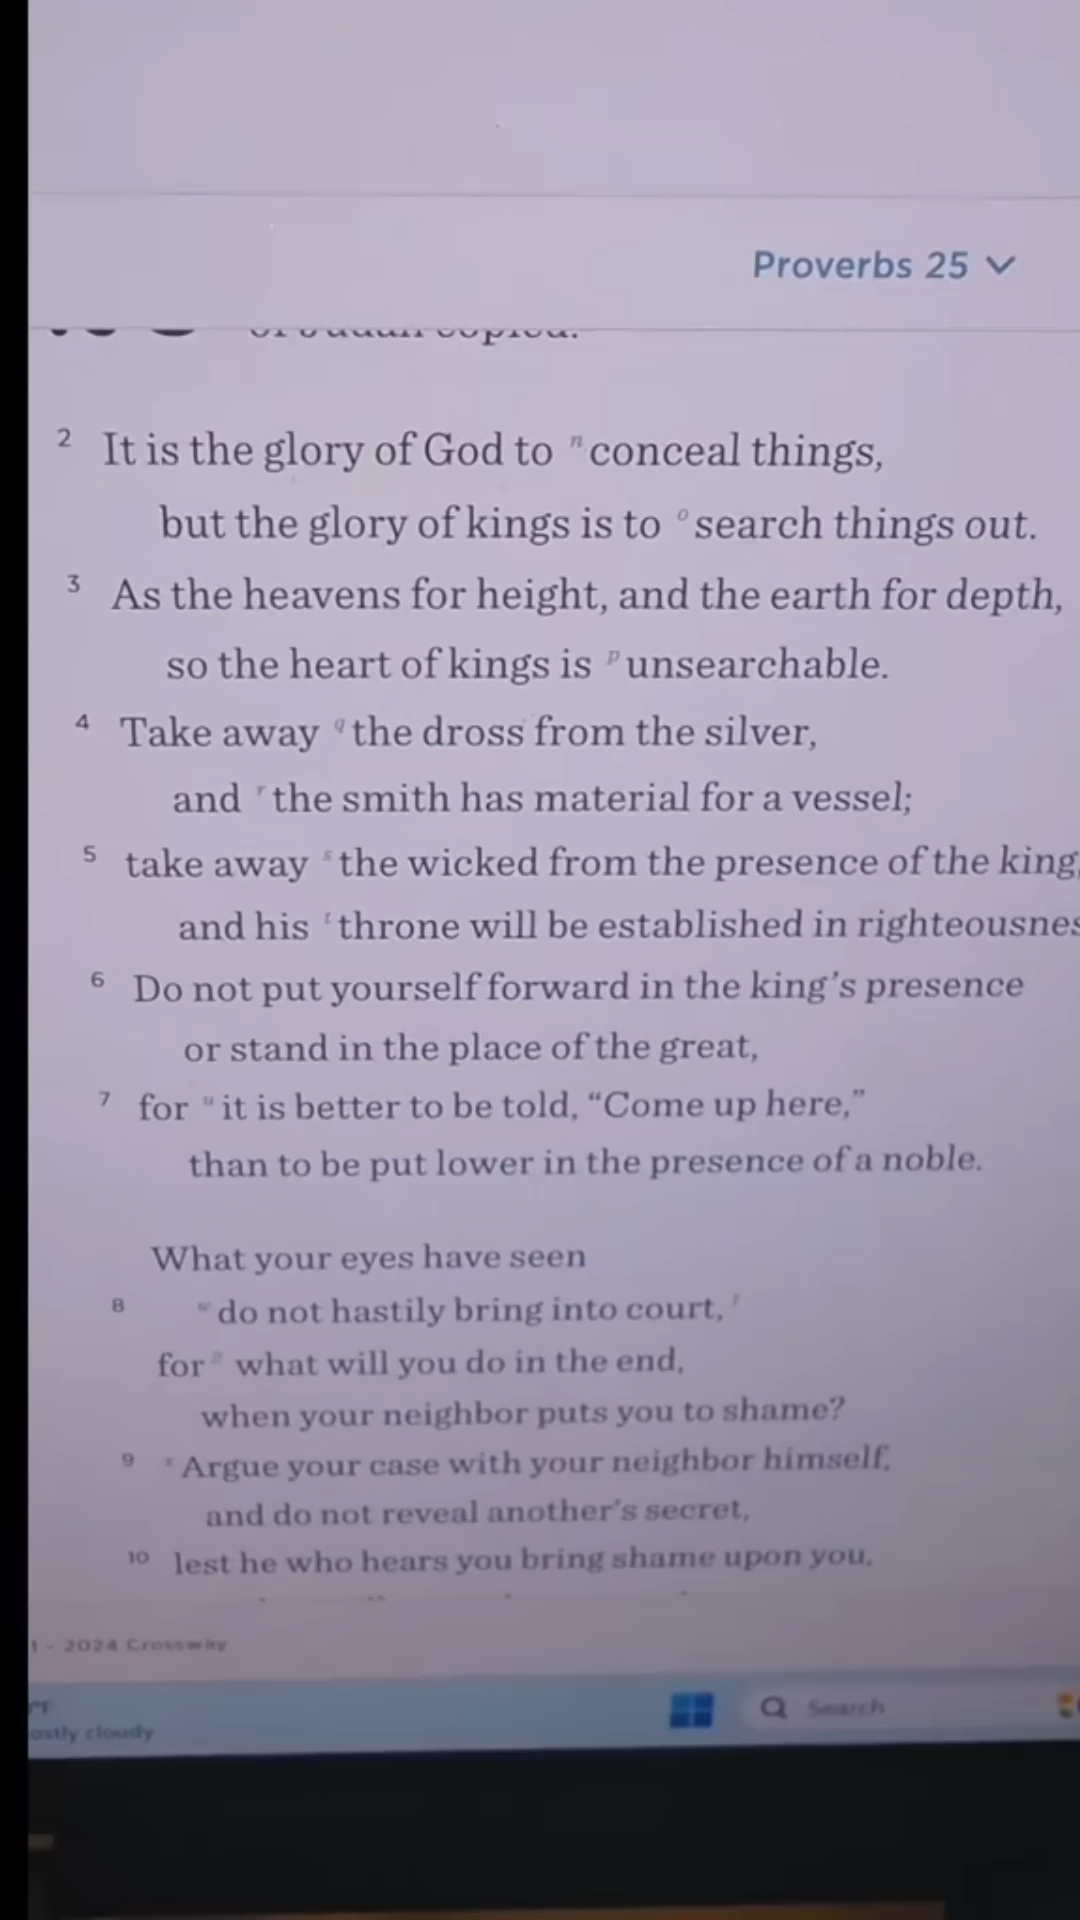 Proverbs 25
copied.
2 It is the glory of God to n conceal things,
but the glory of kings is to o search things out.
3 As the heavens for height, and the earth for depth,
so the heart of kings is p unsearchable.
4 Take away q the dross from the silver,
and r the smith has material for a vessel;
5 take away s the wicked from the presence of the king,
and his t throne will be established in righteousnes
6 Do not put yourself forward in the king’s presence
or stand in the place of the great,
7 for u it is better to be told, “Come up here,”
than to be put lower in the presence of a noble.
What your eyes have seen
8 w do not hastily bring into court,
for what will you do in the end,
when your neighbor puts you to shame?
9 Argue your case with your neighbor himself,
and do not reveal another’s secret,
10 lest he who hears you bring shame upon you,
1 - 2024 Crossway
°F
ostly cloudy
Search